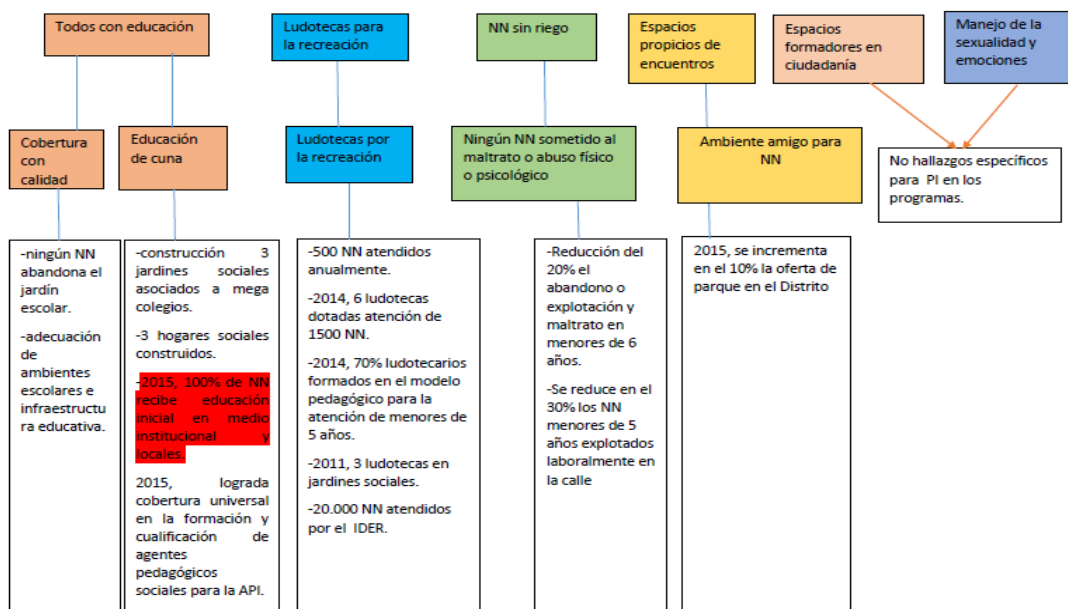 Todos con educación
Ludotecas para
la recreación
NN sin riego
Espacios
propicios de
encuentros
Espacios
formadores en
ciudadanía
Manejo de la
sexualidad y
emociones
Cobertura
con
calidad
Educación
de cuna
Ludotecas por
la recreación
Ningún NN sometido al
maltrato o abuso físico
o psicológico
Ambiente amigo para
NN
No hallazgos específicos
para PI en los
programas.
-ningún NN
abandona el
jardín
escolar.
-adecuación
de
ambientes
escolares e
infraestructu
ra educativa.
-construcción 3
jardines sociales
asociados a mega
colegios.
-3 hogares sociales
construidos.
-2015, 100% de NN
recibe educación
inicial en medio
institucional y
locales.
2015, lograda
cobertura universal
en la formación y
cualificación de
agentes
pedagógicos
sociales para la API.
-500 NN atendidos
anualmente.
-2014, 6 ludotecas
dotadas atención de
1500 NN.
-2014, 70% ludotecarios
formados en el modelo
pedagógico para la
atención de menores de
5 años.
-2011, 3 ludotecas en
jardines sociales.
-20.000 NN atendidos
por el IDER.
-Reducción del
20% el
abandono o
explotación y
maltrato en
menores de 6
años.
-Se reduce en el
30% los NN
menores de 5
años explotados
laboralmente en
la calle
2015, se incrementa
en el 10% la oferta de
parque en el Distrito